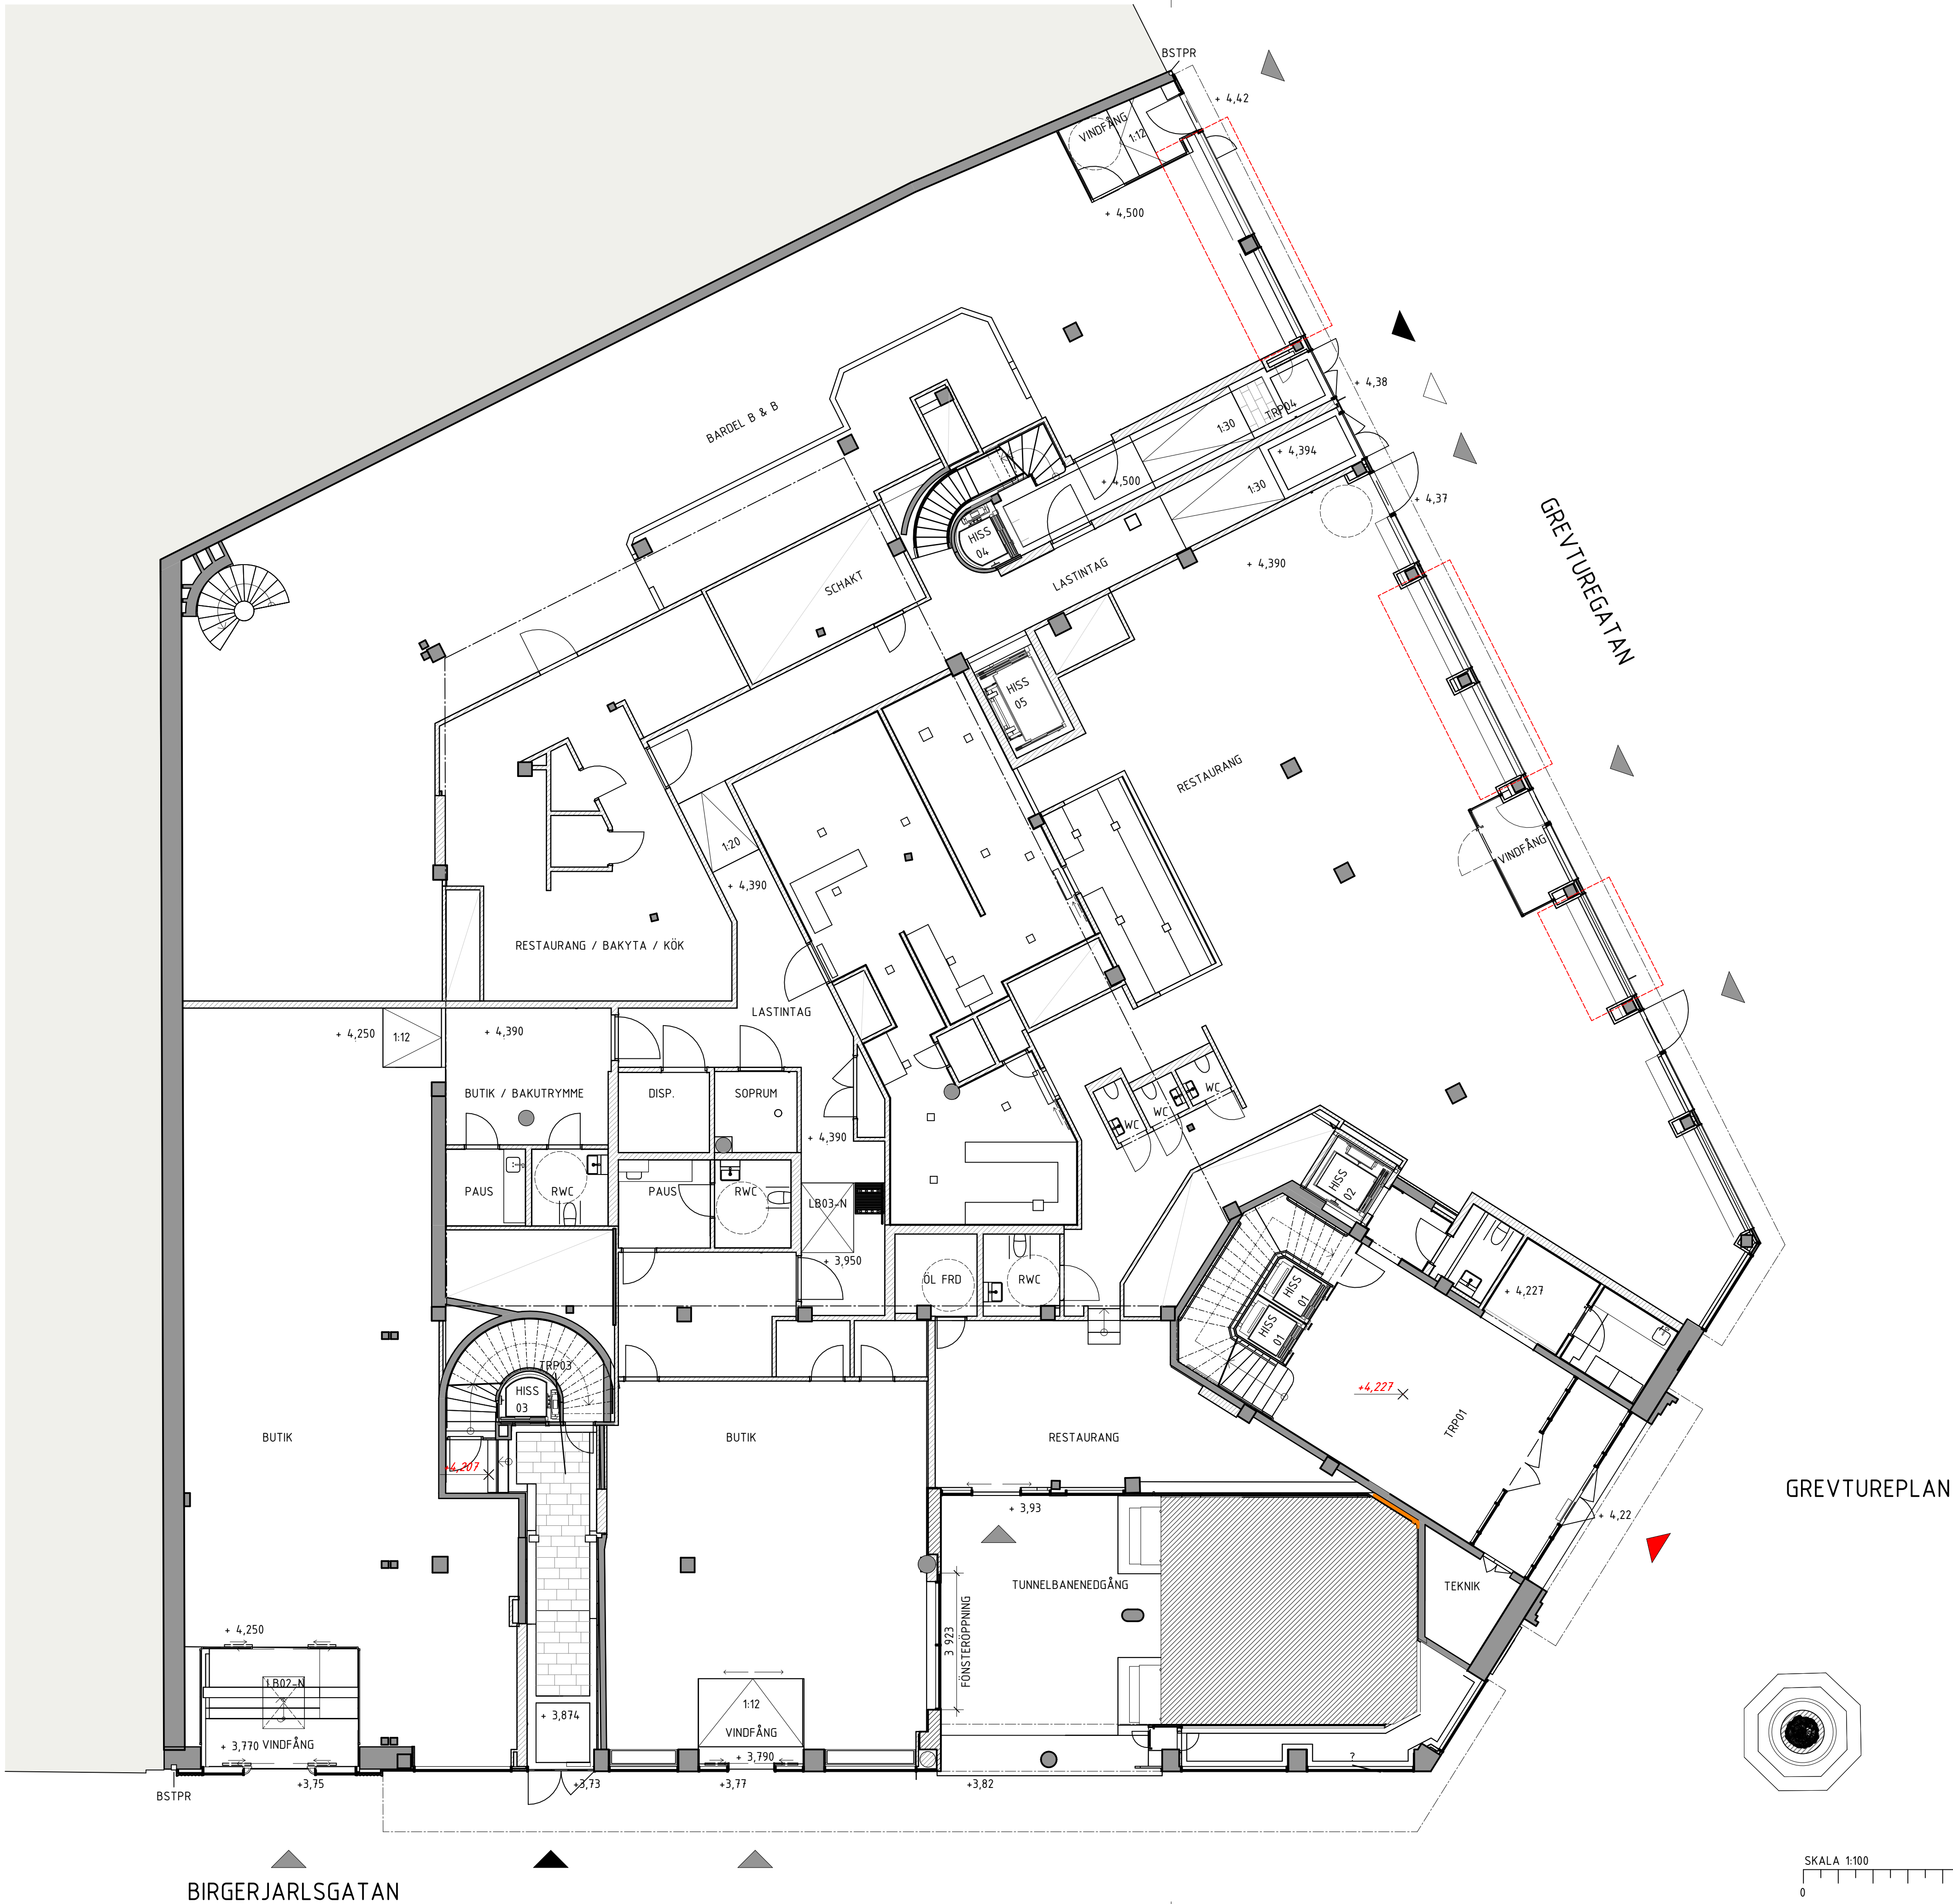 BSTPR
+ 4,42
VINDFÅNG
1:12
+ 4,500
+ 4,38
BARDEL B & B
TRP04
1:30
+ 4,394
+ 4,500
1:30
+ 4,37
GREVTUREGATAN
HISS
04
LASTINTAG
+ 4,390
SCHAKT
HISS
05
RESTAURANG
1:20
+ 4,390
VINDFÅNG
RESTAURANG / BAKYTA / KÖK
LASTINTAG
+ 4,250
1:12
+ 4,390
BUTIK / BAKUTRYMME
DISP.
SOPRUM
WC
WC
WC
+ 4,390
PAUS
RWC
PAUS
RWC
LB03-N
HISS
02
+ 3,950
ÖL FRD
RWC
HISS
01
HISS
01
+ 4,227
TRP03
HISS
03
+4,227
TRP01
BUTIK
BUTIK
RESTAURANG
+4,207
GREVTUREPLAN
+ 3,93
+ 4,22
TUNNELBANENEDGÅNG
TEKNIK
3 923
FÖNSTERÖPPNING
+ 4,250
LB02-N
1:12
+ 3,874
VINDFÅNG
+ 3,770
VINDFÅNG
+ 3,790
?
+3,75
+3,73
+3,77
+3,82
BSTPR
SKALA 1:100
0
BIRGERJARLSGATAN